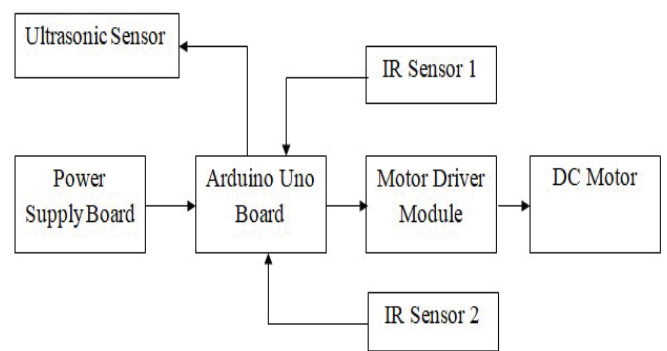 Ultrasonic Sensor
IR Sensor 1
Power
Supply Board
Arduino Uno
Board
Motor Driver
Module
DC Motor
IR Sensor 2